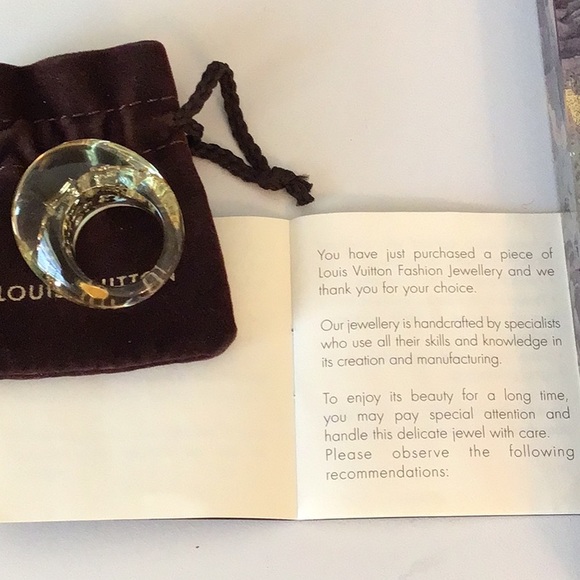 LOUIS VUITTON
You have just purchased a piece of
Louis Vuitton Fashion Jewellery and we
thank you for your choice.
Our jewellery is handcrafted by specialists
who use all their skills and knowledge in
its creation and manufacturing.
To enjoy its beauty for a long time,
you may pay special attention and
handle this delicate jewel with care.
Please observe the following
recommendations: